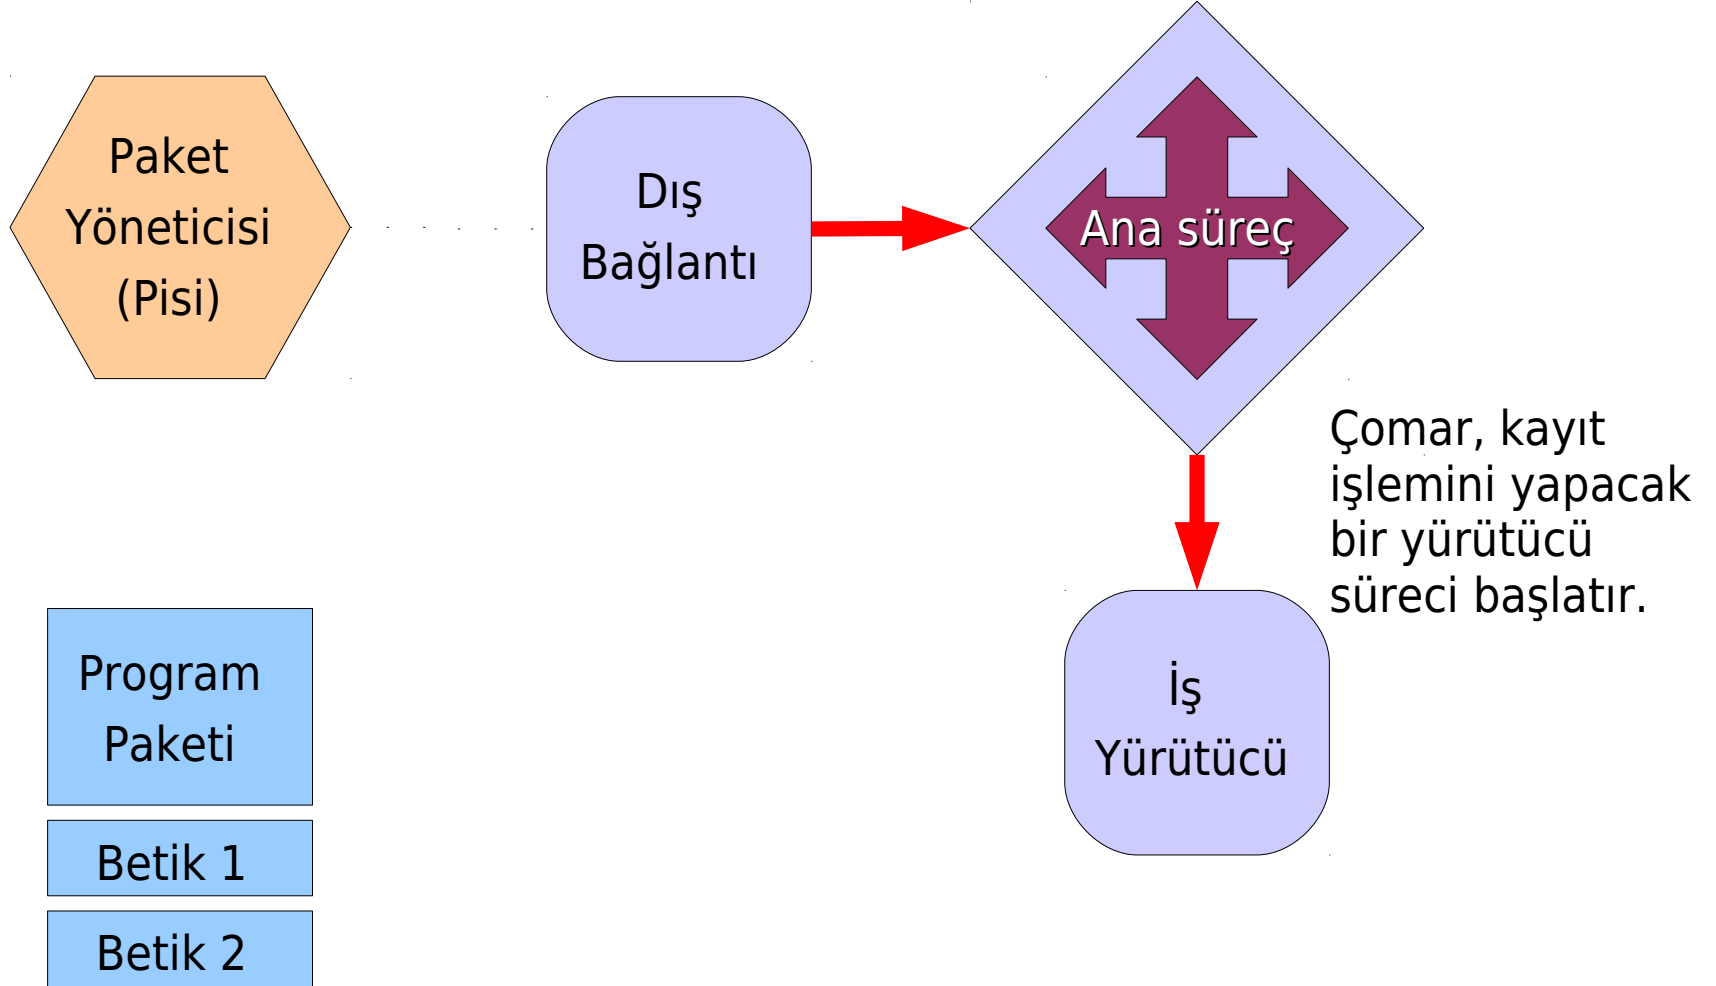 Paket
Yöneticisi
(Pisi)
Dış
Bağlantı
Ana süreç
Çomar, kayıt
işlemini yapacak
bir yürütücü
süreci başlatır.
İş
Yürütücü
Program
Paketi
Betik 1
Betik 2